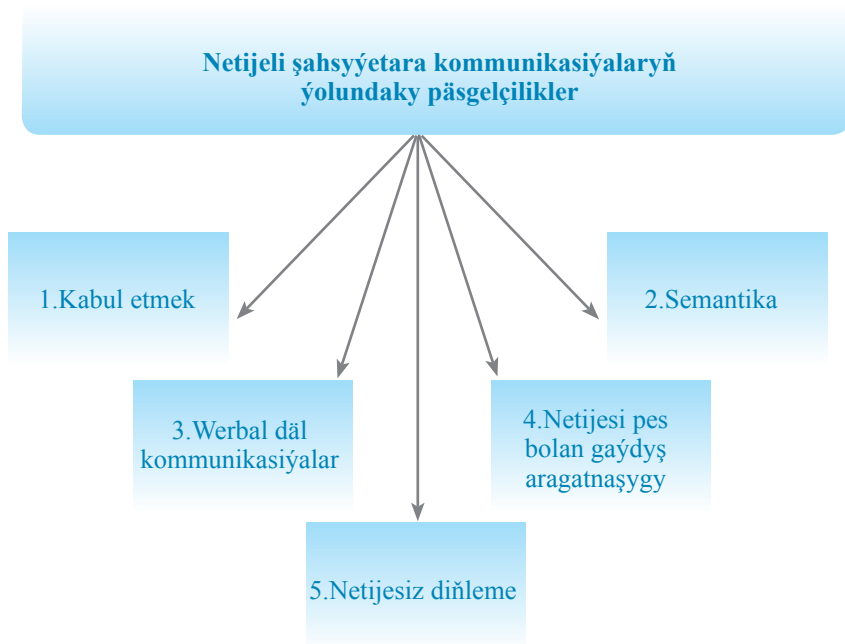 Netijeli şahsyýetara kommunikasiýalaryň
ýolundaky päsgelçilikler
1.Kabul etmek
2.Semantika
3.Werbal däl
kommunikasiýalar
4.Netijesi pes
bolan gaýdyş
aragatnaşygy
5.Netijesiz diňleme